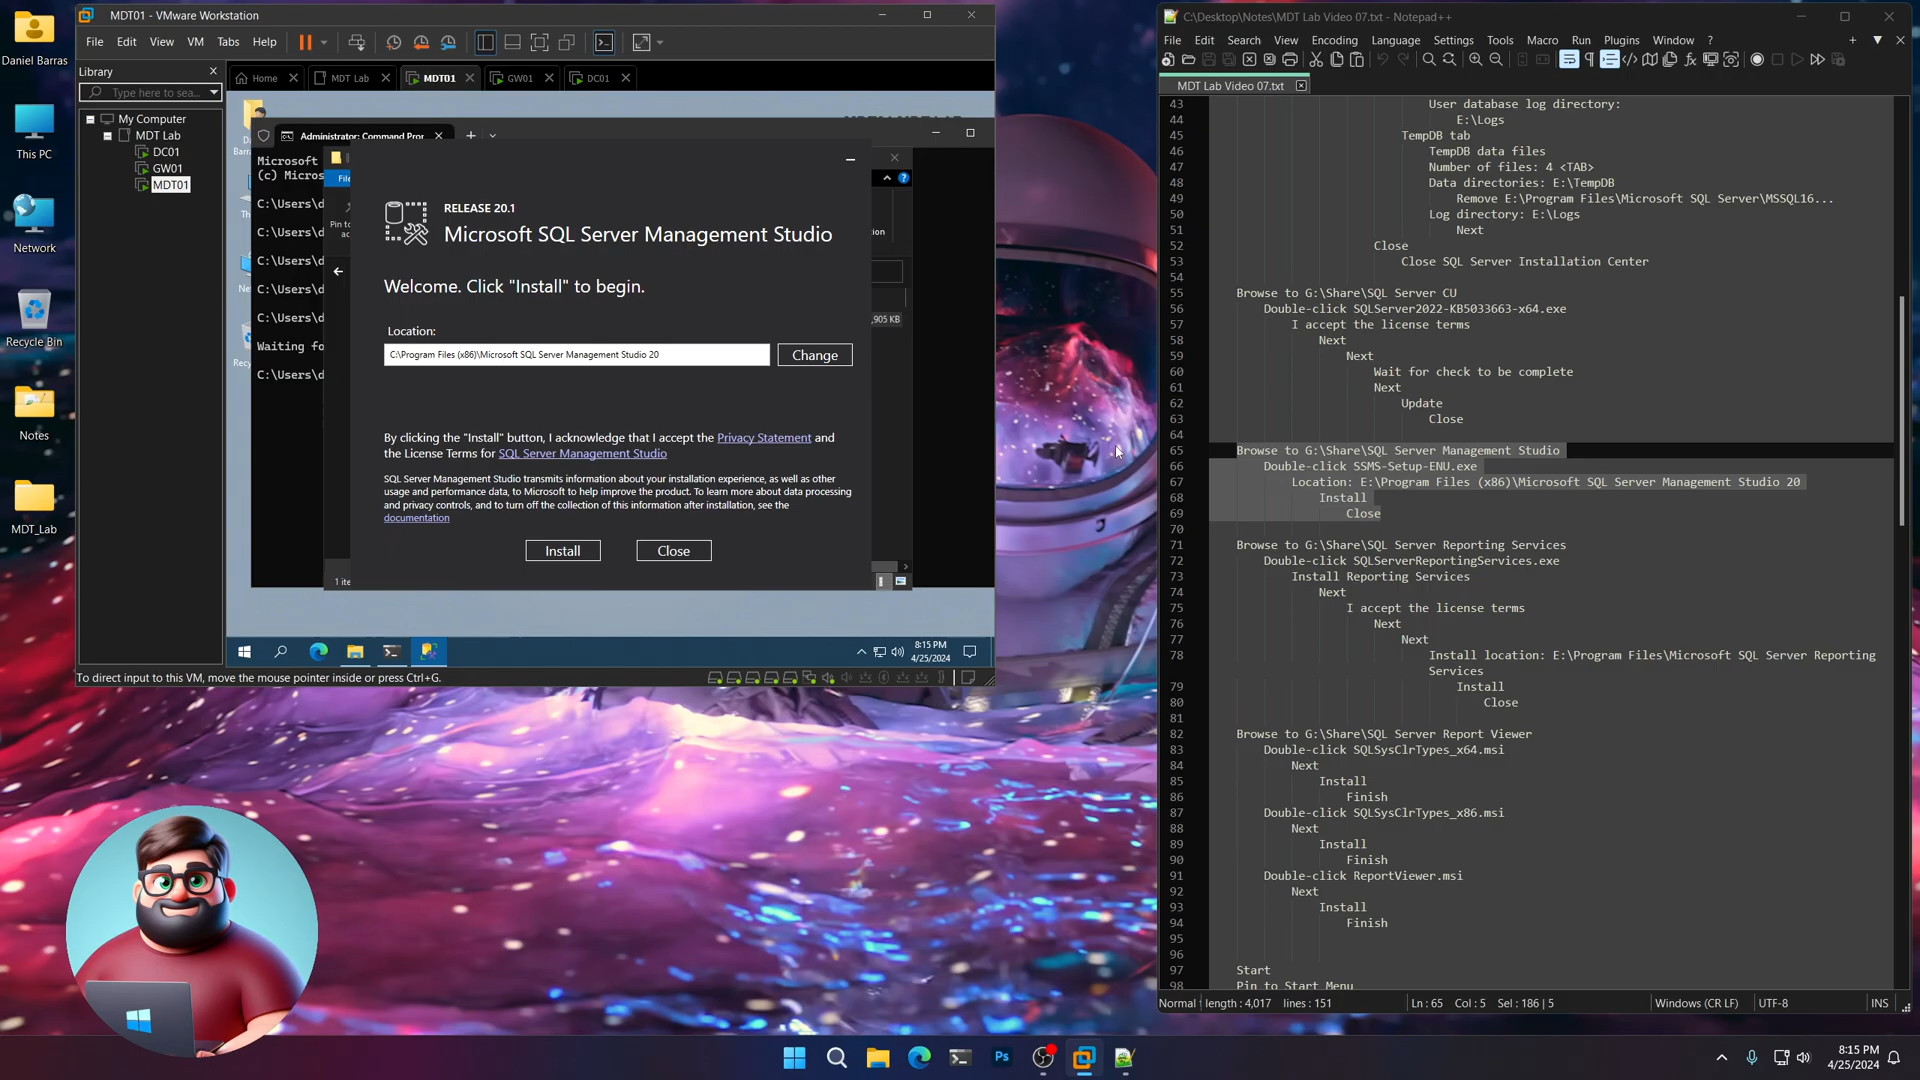 Daniel Barras
This PC
Network
Recycle Bin
Notes
MDT_Lab
MDT01 - VMware Workstation
File Edit View VM Tabs Help
Library
Type here to sea...
My Computer
MDT Lab
DC01
GW01
MDT01
Home
MDT Lab
MDT01
GW01
DC01
Administrator: Command Pror
Microsoft
(c) Micros
C:\Users\d
C:\Users\d
C:\Users\d
C:\Users\d
C:\Users\d
Waiting fo
C:\Users\d
File
Pin to
1 ite
,905 KB
RELEASE 20.1
Microsoft SQL Server Management Studio
Welcome. Click "Install" to begin.
Location:
C:\Program Files (x86)\Microsoft SQL Server Management Studio 20
Change
By clicking the "Install" button, I acknowledge that I accept the Privacy Statement and
the License Terms for SQL Server Management Studio
SQL Server Management Studio transmits information about your installation experience, as well as other
usage and performance data, to Microsoft to help improve the product. To learn more about data processing
and privacy controls, and to turn off the collection of this information after installation, see the
documentation
Install Close
8:15 PM
4/25/2024
To direct input to this VM, move the mouse pointer inside or press Ctrl+G.
C:\Desktop\Notes\MDT Lab Video 07.txt - Notepad++
File Edit Search View Encoding Language Settings Tools Macro Run Plugins Window ?
MDT Lab Video 07.txt
43 User database log directory:
44 E:\Logs
45 TempDB tab
46 TempDB data files
47 Number of files: 4 <TAB>
48 Data directories: E:\TempDB
49 Remove E:\Program Files\Microsoft SQL Server\MSSQL16...
50 Log directory: E:\Logs
51 Next
52 Close
53 Close SQL Server Installation Center
54
55 Browse to G:\Share\SQL Server CU
56 Double-click SQLServer2022-KB5033663-x64.exe
57 I accept the license terms
58 Next
59 Next
60 Wait for check to be complete
61 Next
62 Update
63 Close
64
65 Browse to G:\Share\SQL Server Management Studio
66 Double-click SSMS-Setup-ENU.exe
67 Location: E:\Program Files (x86)\Microsoft SQL Server Management Studio 20
68 Install
69 Close
70
71 Browse to G:\Share\SQL Server Reporting Services
72 Double-click SQLServerReportingServices.exe
73 Install Reporting Services
74 Next
75 I accept the license terms
76 Next
77 Next
78 Install location: E:\Program Files\Microsoft SQL Server Reporting
Services
79 Install
80 Close
81
82 Browse to G:\Share\SQL Server Report Viewer
83 Double-click SQLSysClrTypes_x64.msi
84 Next
85 Install
86 Finish
87 Double-click SQLSysClrTypes_x86.msi
88 Next
89 Install
90 Finish
91 Double-click ReportViewer.msi
92 Next
93 Install
94 Finish
95
96
97 Start
98 Pin to Start Menu
Normal length : 4,017 lines : 151 Ln : 65 Col : 5 Sel : 186 | 5 Windows (CR LF) UTF-8 INS
Ps
8:15 PM
4/25/2024